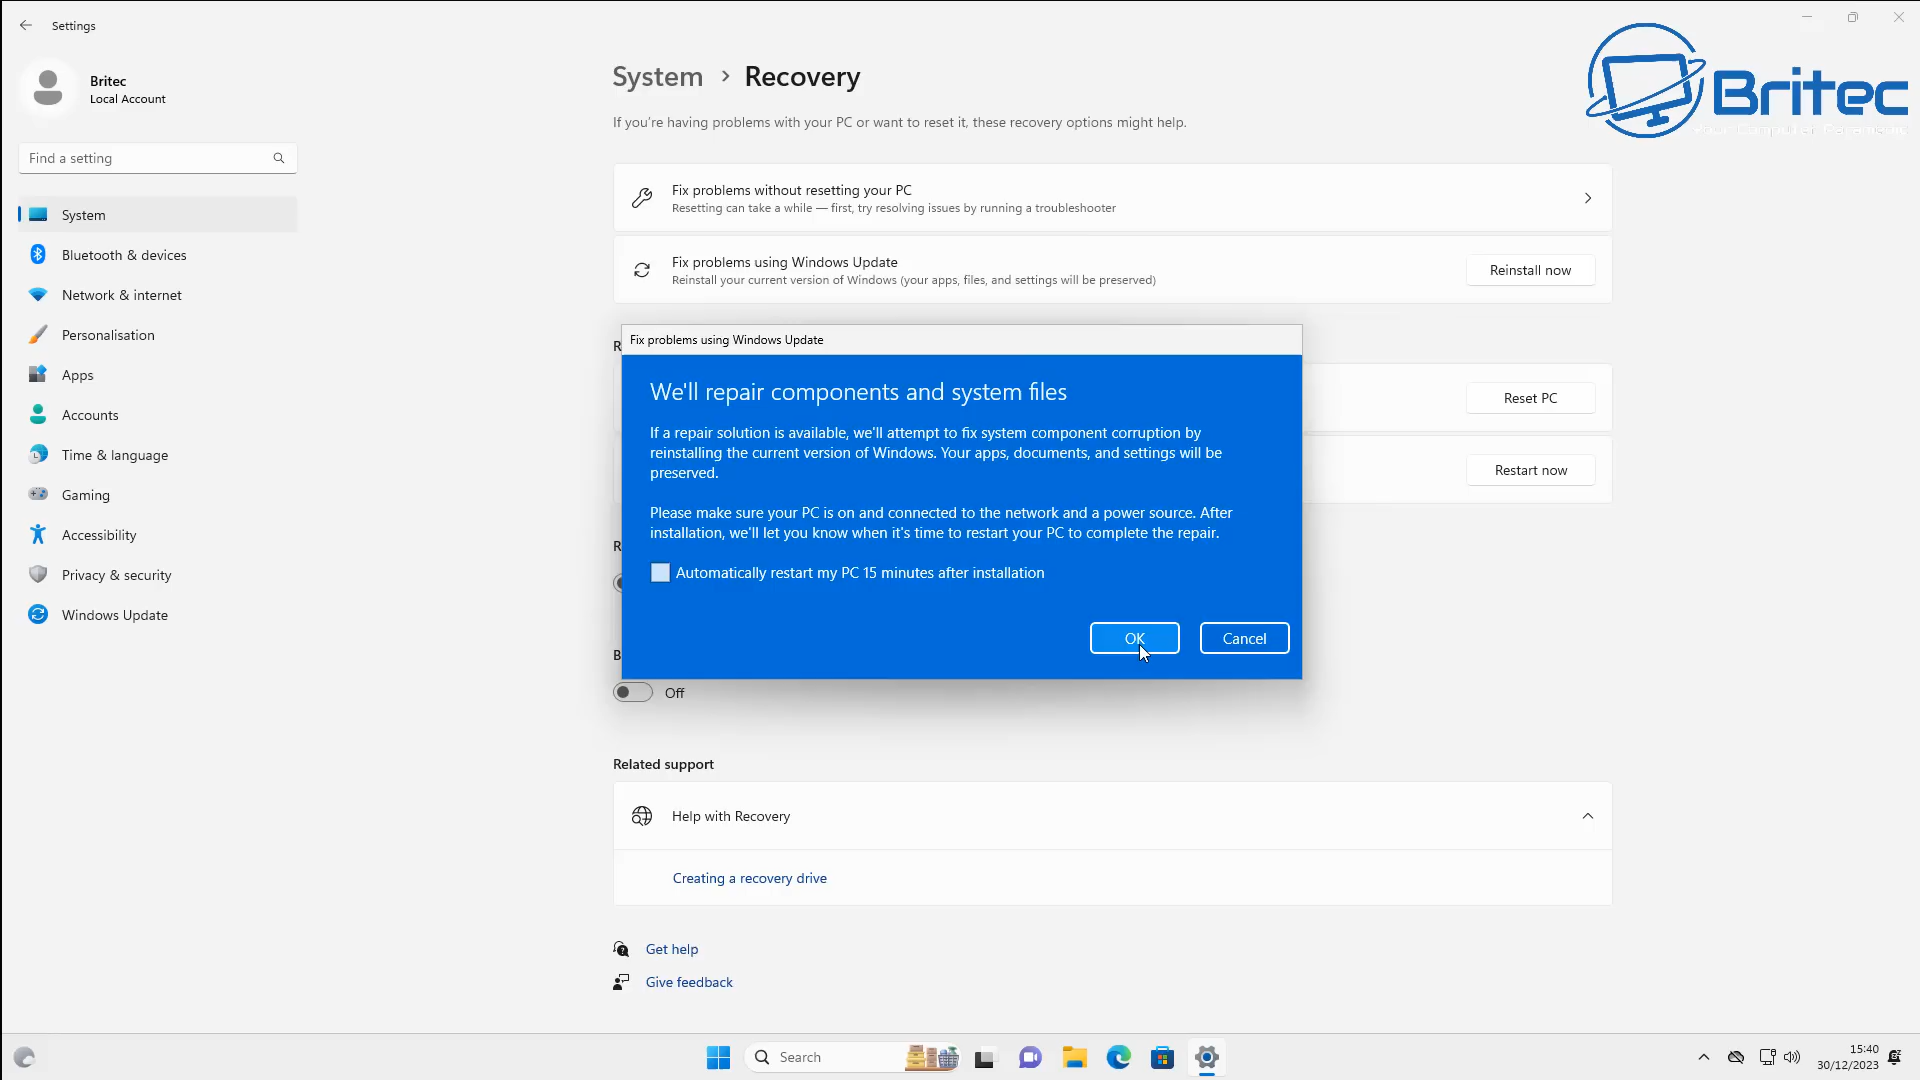 Settings
Britec
Local Account
Find a setting
System
Bluetooth & devices
Network & internet
Personalisation
Apps
Accounts
Time & language
Gaming
Accessibility
Privacy & security
Windows Update
System > Recovery
If you're having problems with your PC or want to reset it, these recovery options might help.
Fix problems without resetting your PC
Resetting can take a while — first, try resolving issues by running a troubleshooter
Fix problems using Windows Update
Reinstall your current version of Windows (your apps, files, and settings will be preserved)
Reinstall now
Fix problems using Windows Update
We'll repair components and system files
If a repair solution is available, we'll attempt to fix system component corruption by
reinstalling the current version of Windows. Your apps, documents, and settings will be
preserved.
Please make sure your PC is on and connected to the network and a power source. After
installation, we'll let you know when it's time to restart your PC to complete the repair.
Automatically restart my PC 15 minutes after installation
OK
Cancel
Reset PC
Restart now
Off
Related support
Help with Recovery
Creating a recovery drive
Get help
Give feedback
Britec
Search
15:40
30/12/2023